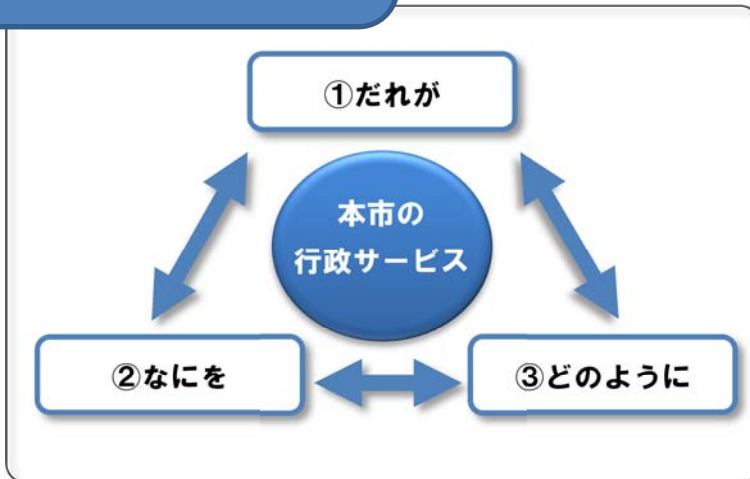 ①だれが
本市の
行政サービス
②なにを
③どのように